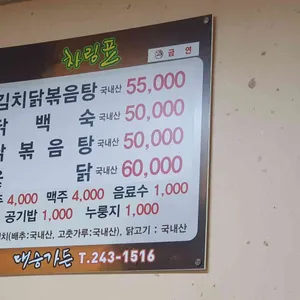 차림표
금연
김치닭볶음탕 국내산 55,000
백숙 국내산 50,000
볶음탕 국내산 50,000
닭 국내산 60,000
4,000 맥주 4,000 음료수 1,000
공기밥 1,000 누룽지 1,000
(배추:국내산, 고춧가루:국내산), 닭고기 : 국내산
대승가든 T.243-1516